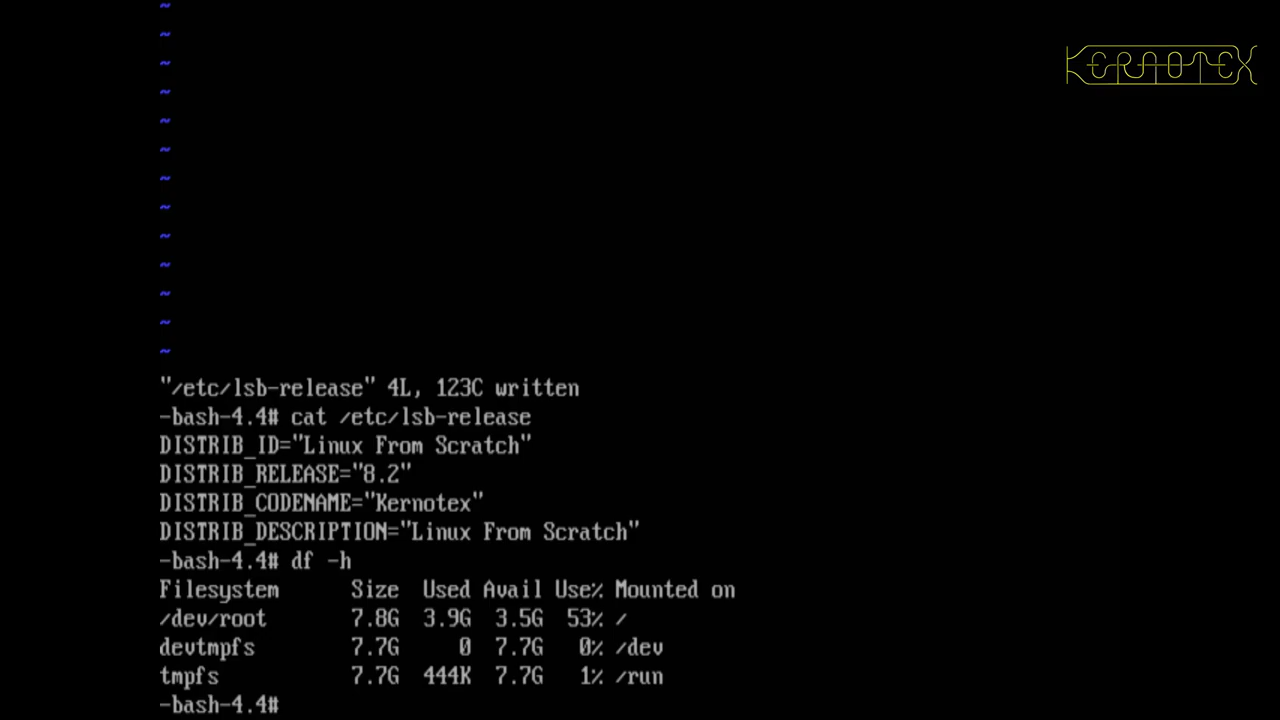 KERNOTEX
~
~
~
~
~
~
~
~
~
~
~
~
~
"/etc/lsb-release" 4L, 123C written
-bash-4.4# cat /etc/lsb-release
DISTRIB_ID="Linux From Scratch"
DISTRIB_RELEASE="8.2"
DISTRIB_CODENAME="Kernotex"
DISTRIB_DESCRIPTION="Linux From Scratch"
-bash-4.4# df -h
Filesystem      Size  Used Avail Use% Mounted on
/dev/root       7.8G  3.9G  3.5G  53% /
devtmpfs        7.7G     0  7.7G   0% /dev
tmpfs           7.7G  444K  7.7G   1% /run
-bash-4.4#